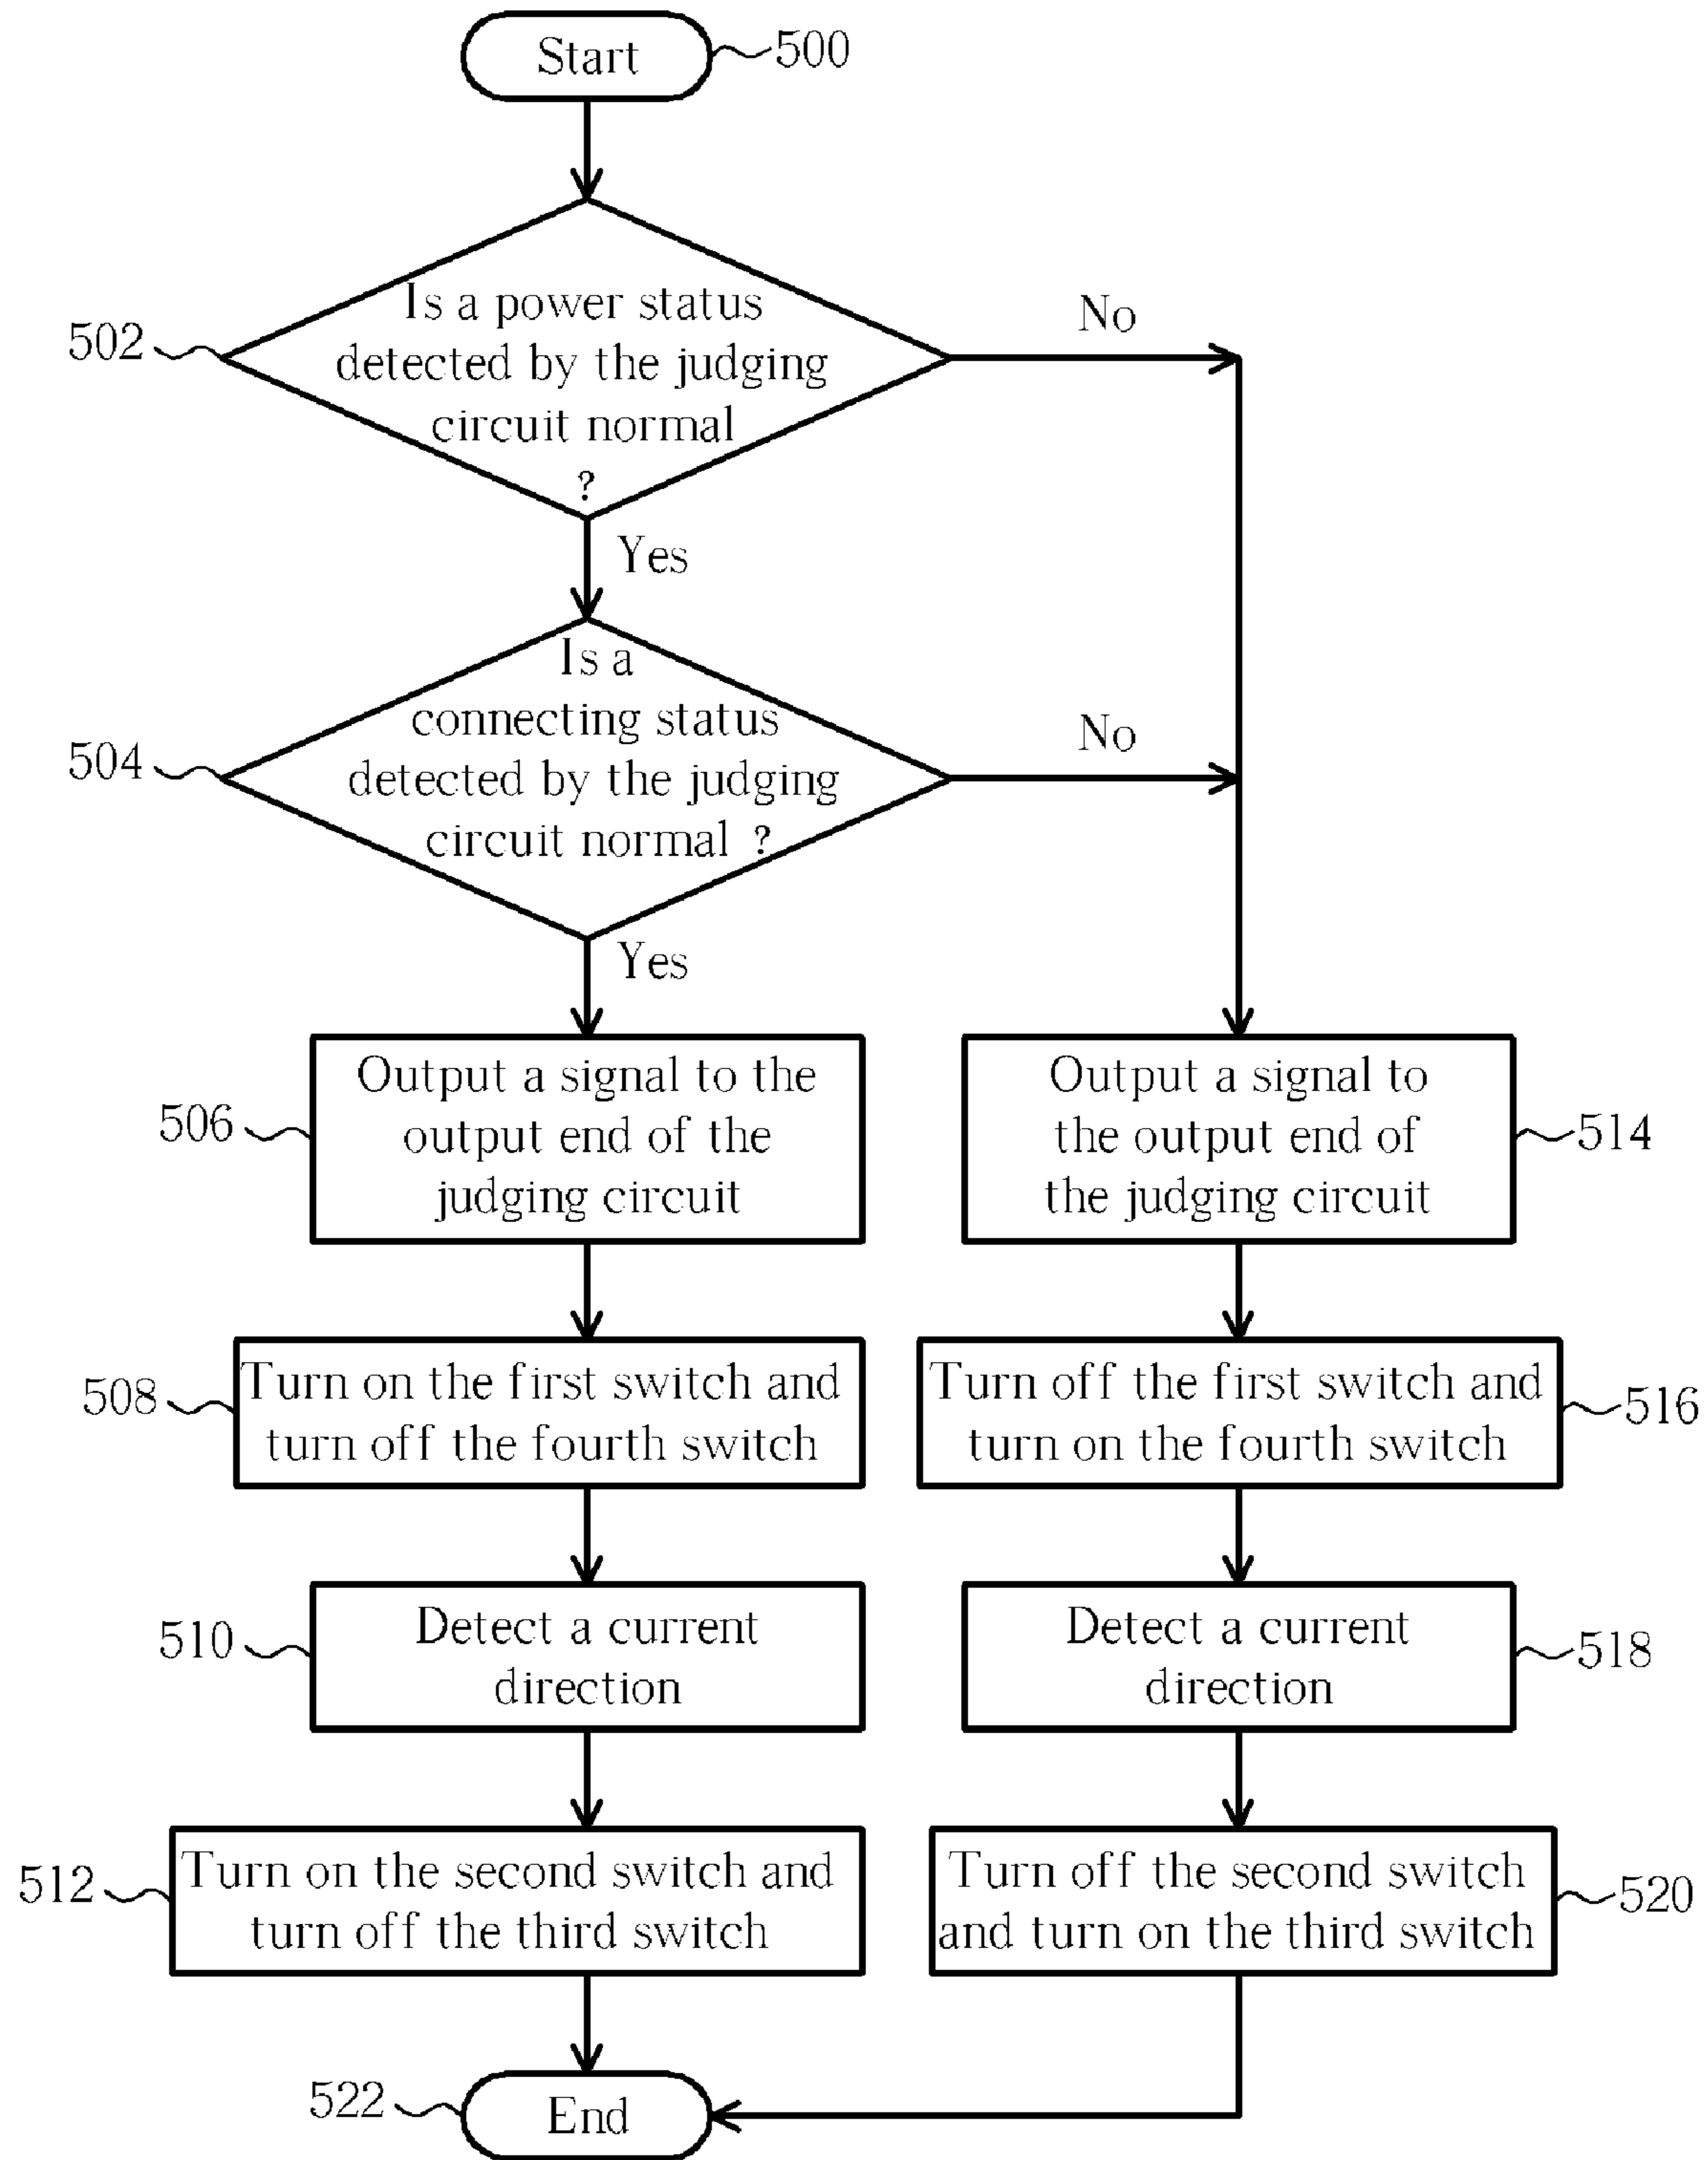 Start
500
Is a power status
detected by the judging
circuit normal
?
502
No
Yes
Is a
connecting status
detected by the judging
circuit normal ?
504
No
Yes
Output a signal to the
output end of the
judging circuit
506
Output a signal to
the output end of
the judging circuit
514
Turn on the first switch and
turn off the fourth switch
508
Turn off the first switch and
turn on the fourth switch
516
Detect a current
direction
510
Detect a current
direction
518
Turn on the second switch and
turn off the third switch
512
Turn off the second switch
and turn on the third switch
520
End
522